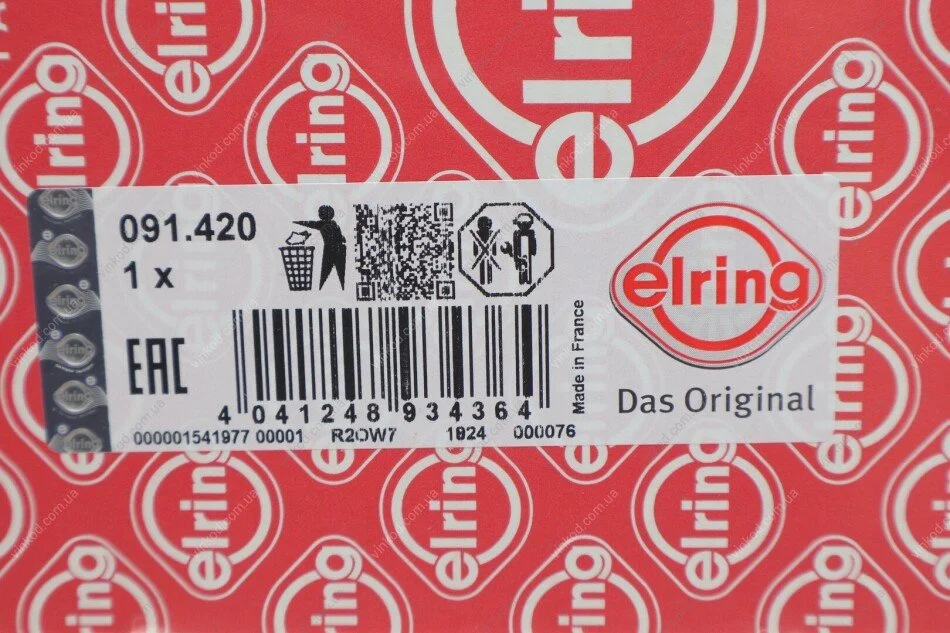 091.420
1 x
EAC
4 041248 934364
000001541977 00001 R2OW7 1924 000076
Made in France
elring
Das Original